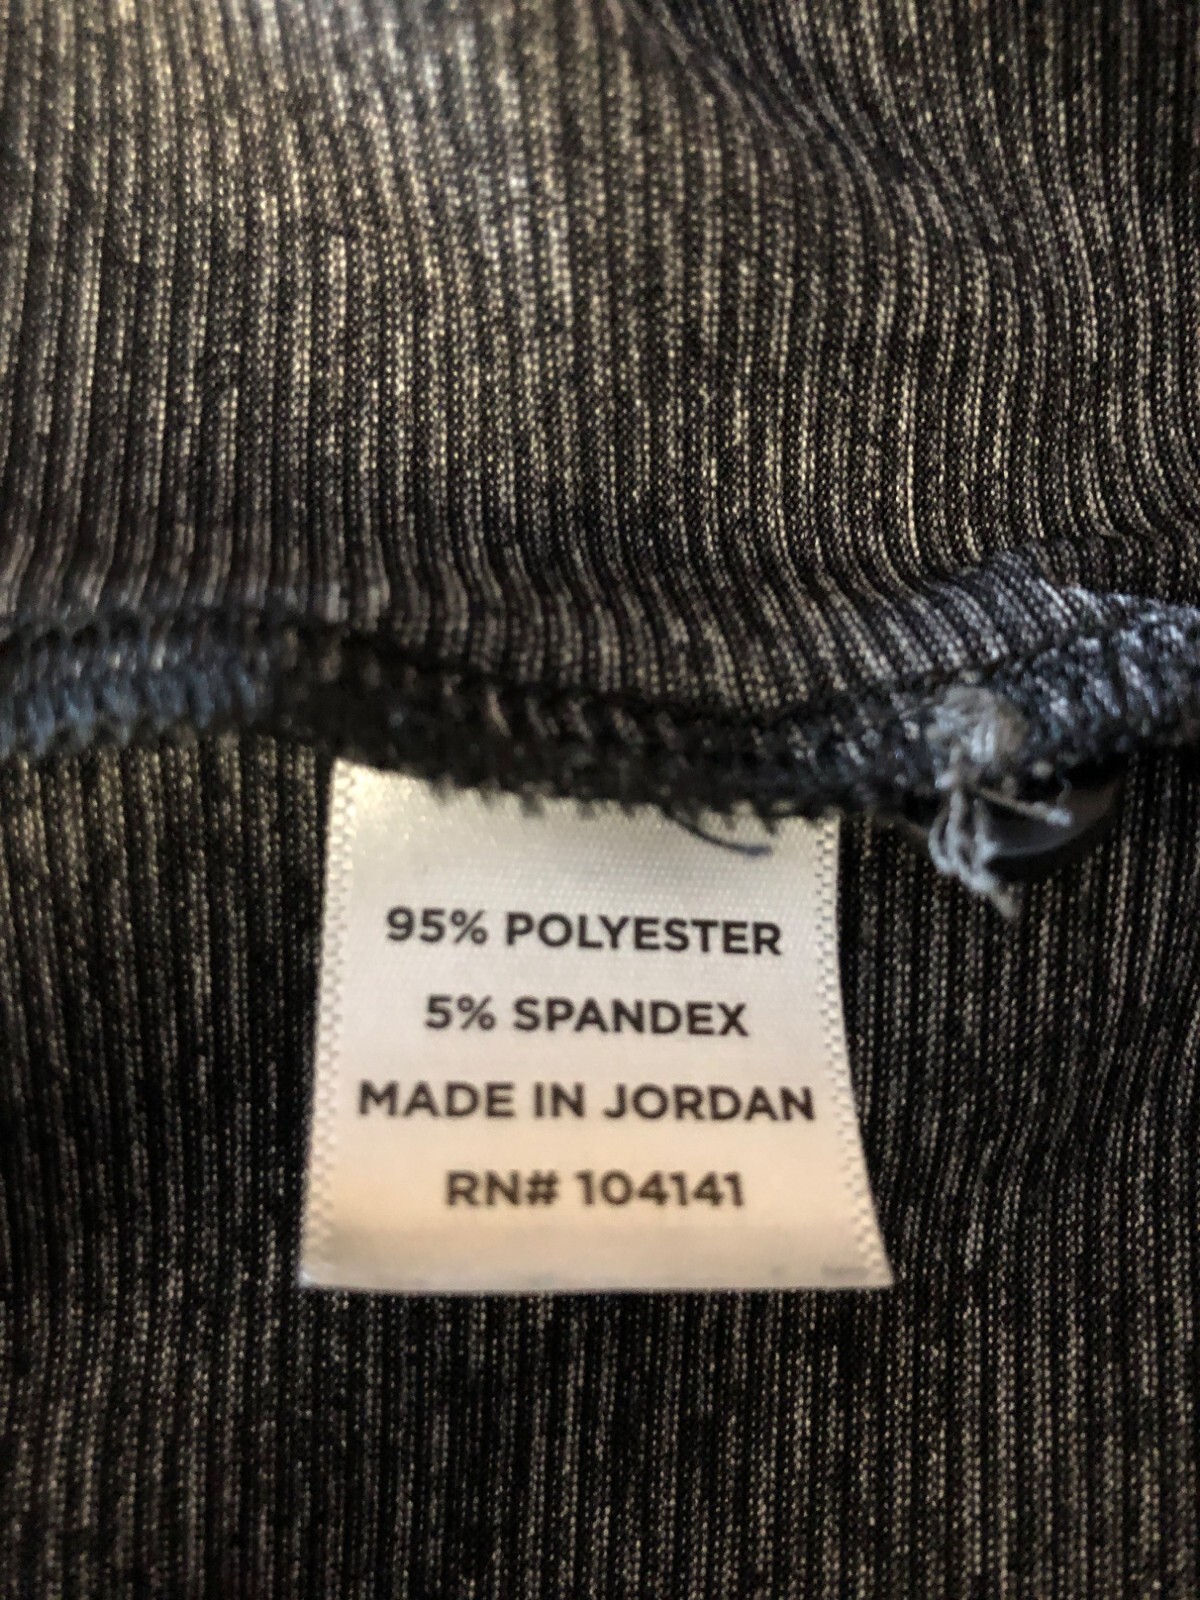 95% POLYESTER
5% SPANDEX
MADE IN JORDAN
RN# 104141